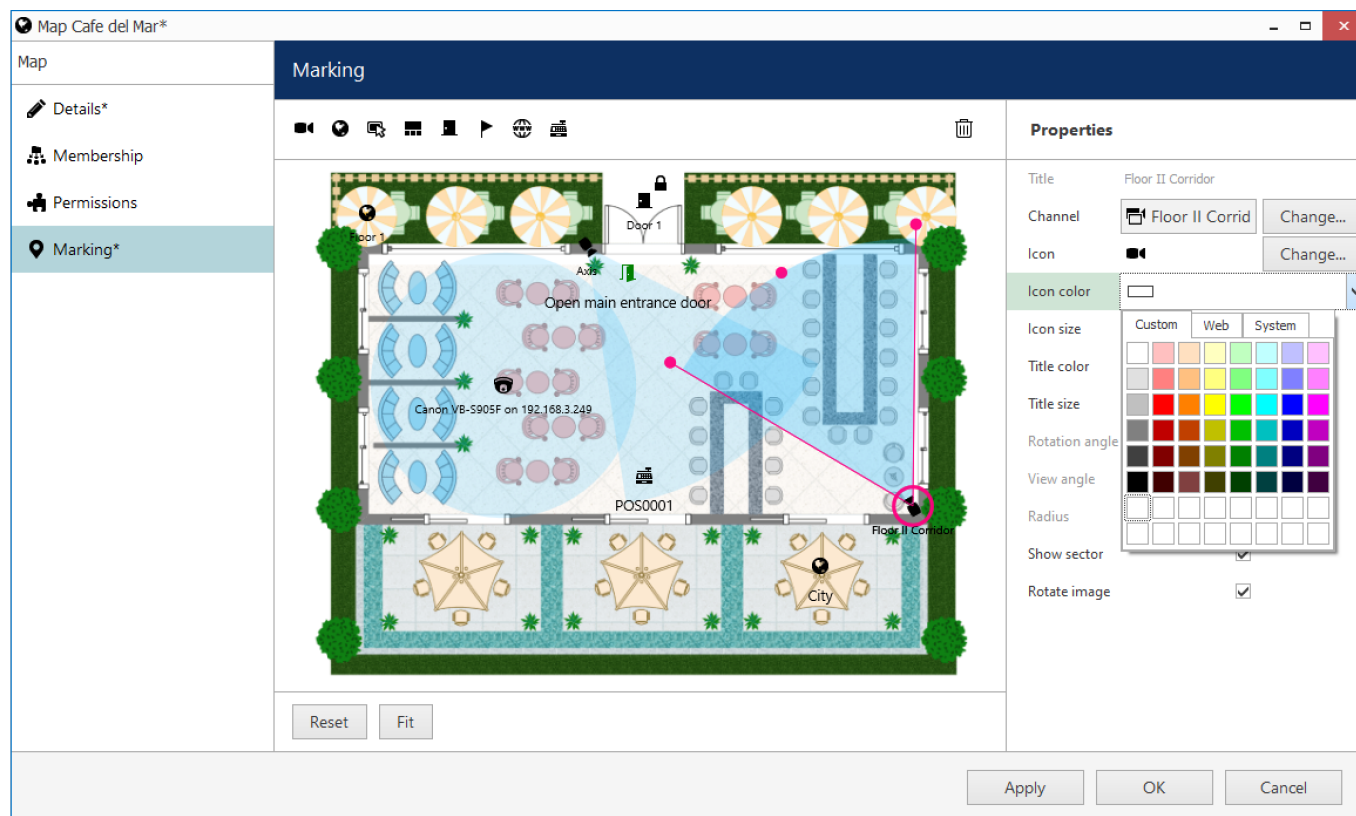 Map Cafe del Mar*
Map
Details*
Membership
Permissions
Marking*
Marking
www
Properties
Title Floor II Corridor
Channel Floor II Corrid Change...
Icon Change...
Icon color
Custom Web System
Icon size
Title color
Title size
Rotation angle
View angle
Radius
Show sector
Rotate image
Floor 1
Door 1
Axis
Open main entrance door
Canon VB-S905F on 192.168.3.249
POS0001
Floor II Corridor
City
Reset Fit
Apply OK Cancel